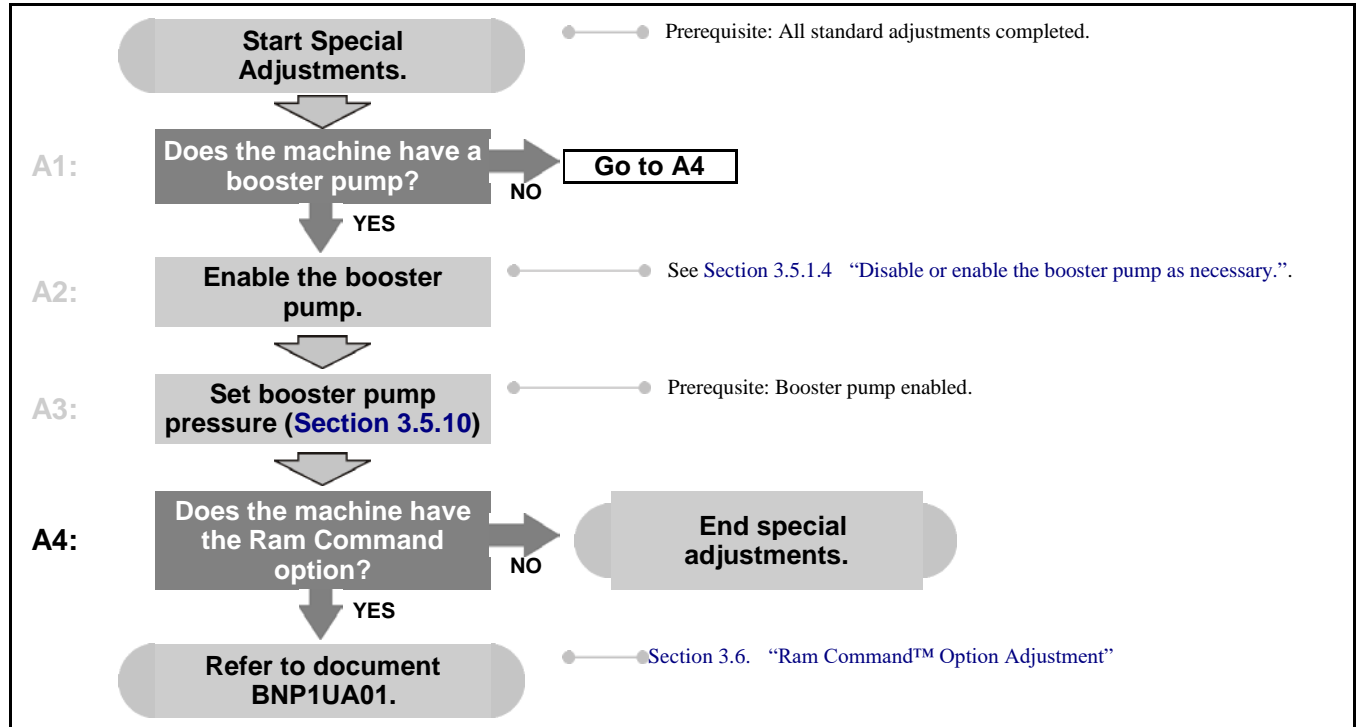 Start Special
Adjustments.
Prerequisite: All standard adjustments completed.
A1:
Does the machine have a
booster pump?
NO
Go to A4
YES
A2:
Enable the booster
pump.
See Section 3.5.1.4 “Disable or enable the booster pump as necessary.”.
A3:
Set booster pump
pressure (Section 3.5.10)
Prerequsite: Booster pump enabled.
A4:
Does the machine have
the Ram Command
option?
NO
End special
adjustments.
YES
Refer to document
BNP1UA01.
Section 3.6. “Ram Command™ Option Adjustment”